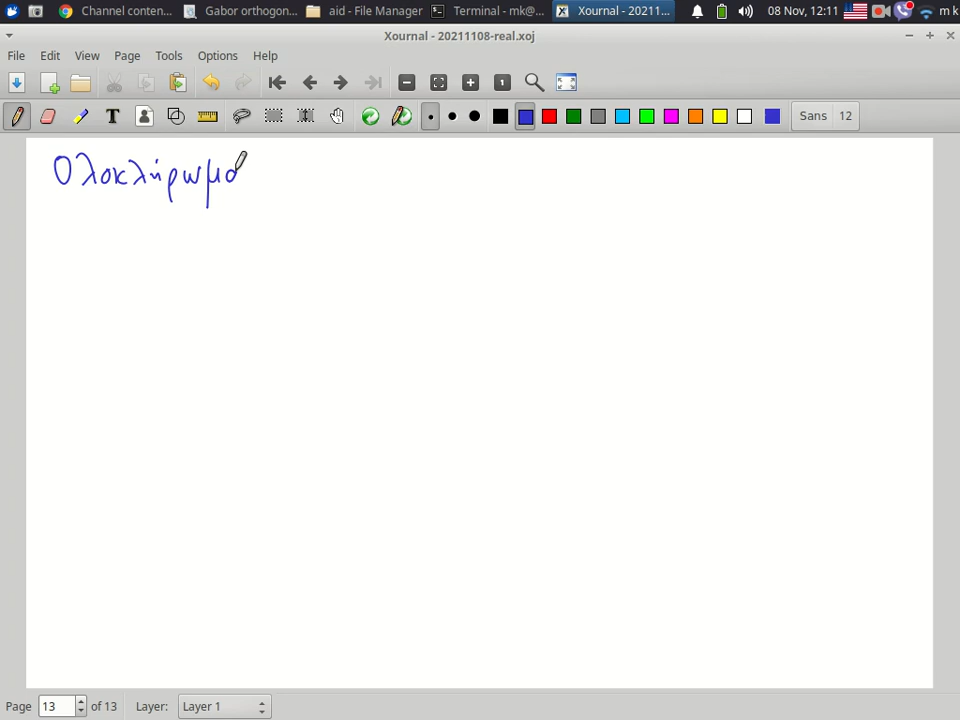 Channel conten...
Gabor orthogon...
aid - File Manager
Terminal - mk@...
Xournal - 20211...
08 Nov, 12:11
m k
Xournal - 20211108-real.xoj
File Edit View Page Tools Options Help
Sans 12
Ολοκλήρωμα
Page 13 of 13 Layer: Layer 1